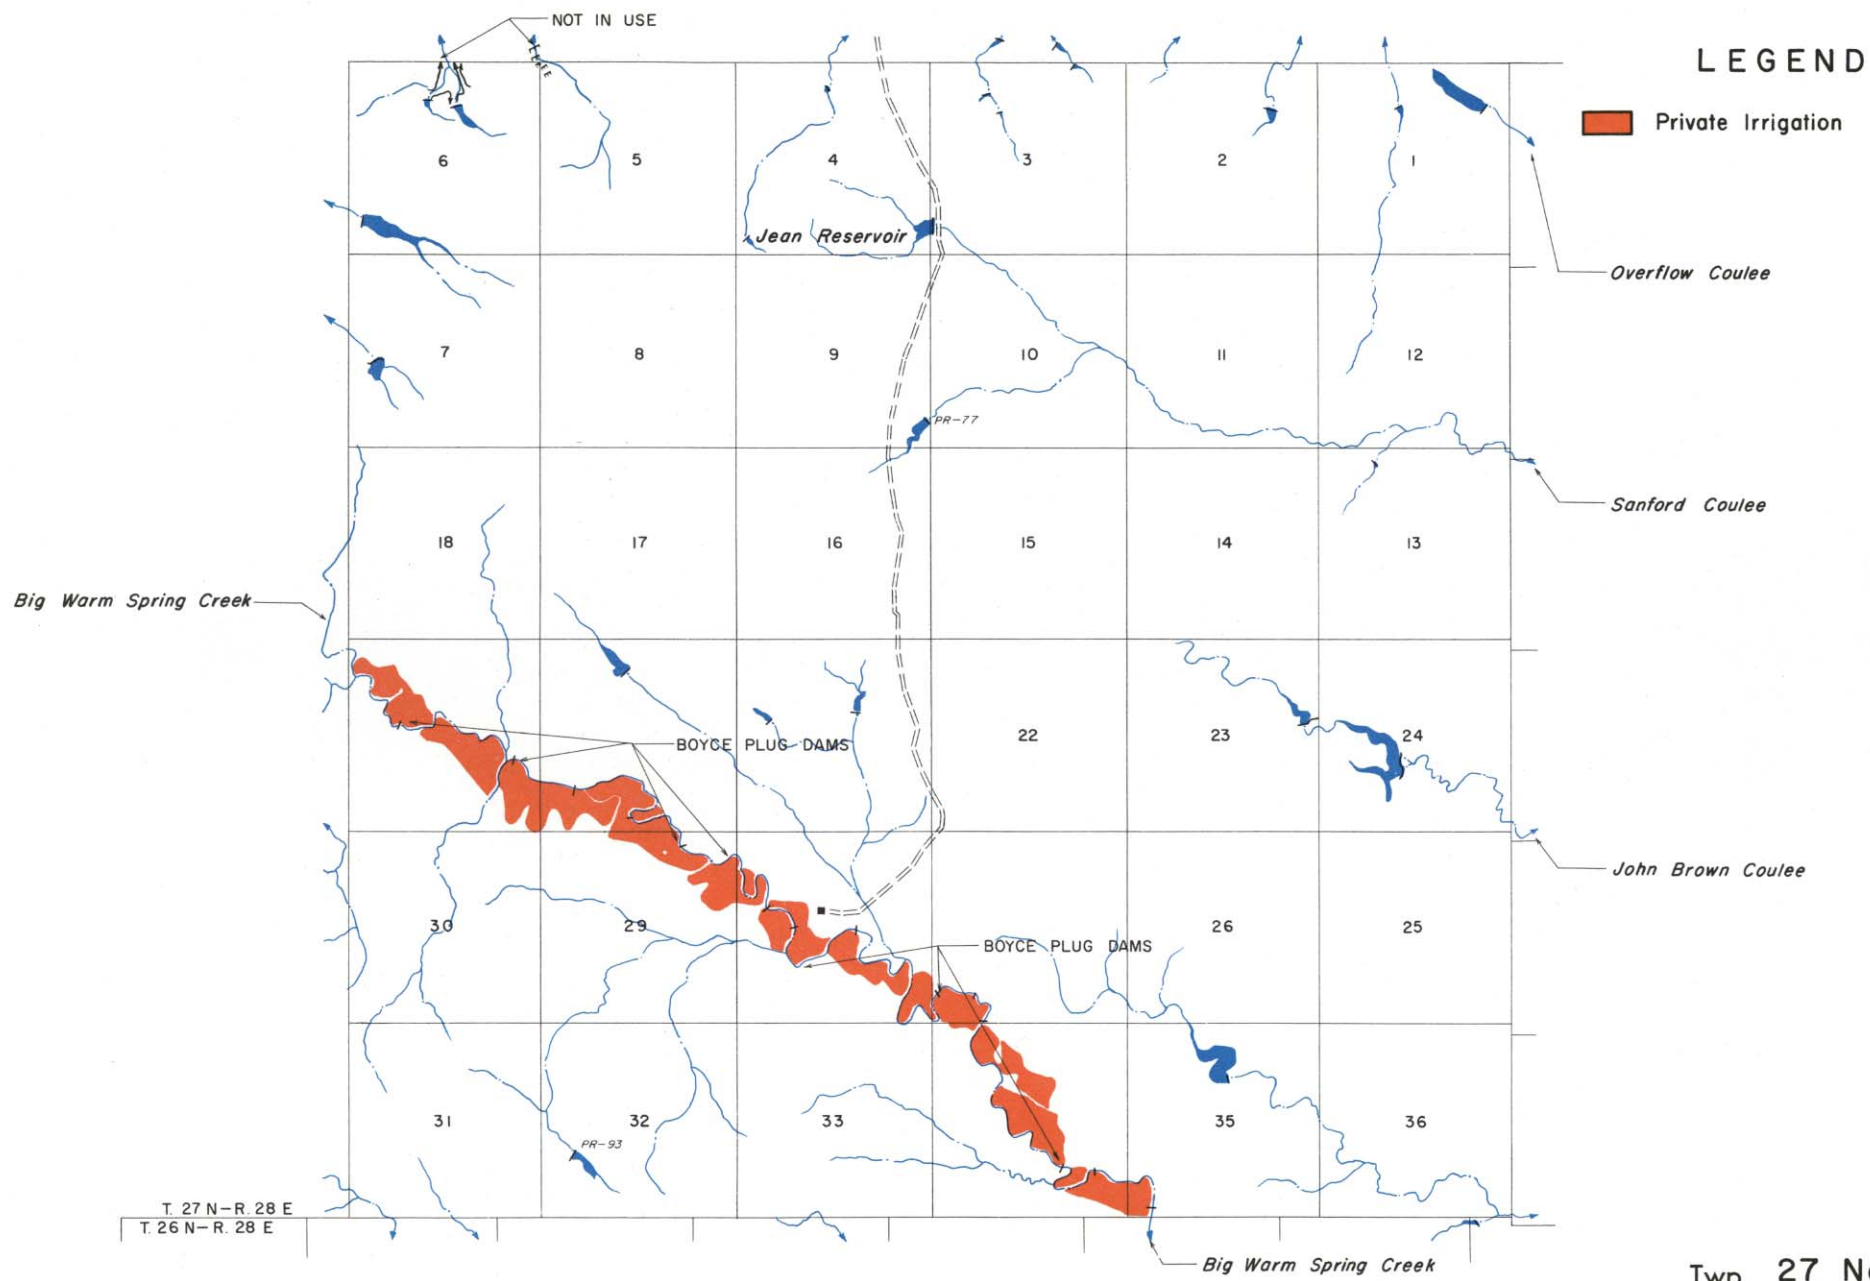 NOT IN USE
LEGEND
Private Irrigation
6 5 4 3 2 1
Jean Reservoir
Overflow Coulee
7 8 9 10 11 12
PR-77
Sanford Coulee
18 17 16 15 14 13
Big Warm Spring Creek
BOYCE PLUG DAMS
22 23 24
John Brown Coulee
30 29 26 25
BOYCE PLUG DAMS
31 32 33 35 36
PR-93
T. 27 N-R. 28 E
T. 26 N-R. 28 E
Big Warm Spring Creek
Twp. 27 N